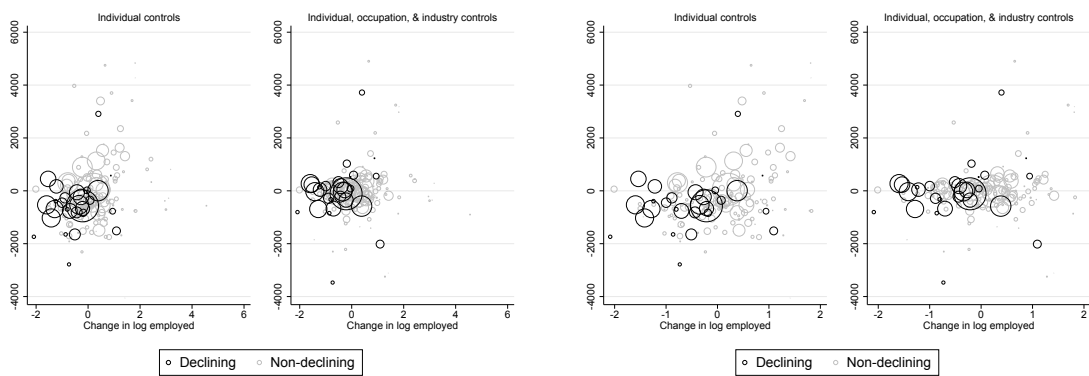 Individual controls
6000
4000
2000
0
-2000
-4000
-2 0 2 4 6
Change in log employed
Individual, occupation, & industry controls
6000
4000
2000
0
-2000
-4000
-2 0 2 4 6
Change in log employed
Declining Non-declining
Individual controls
6000
4000
2000
0
-2000
-4000
-2 -1 0 1 2
Change in log employed
Individual, occupation, & industry controls
6000
4000
2000
0
-2000
-4000
-2 -1 0 1 2
Change in log employed
Declining Non-declining